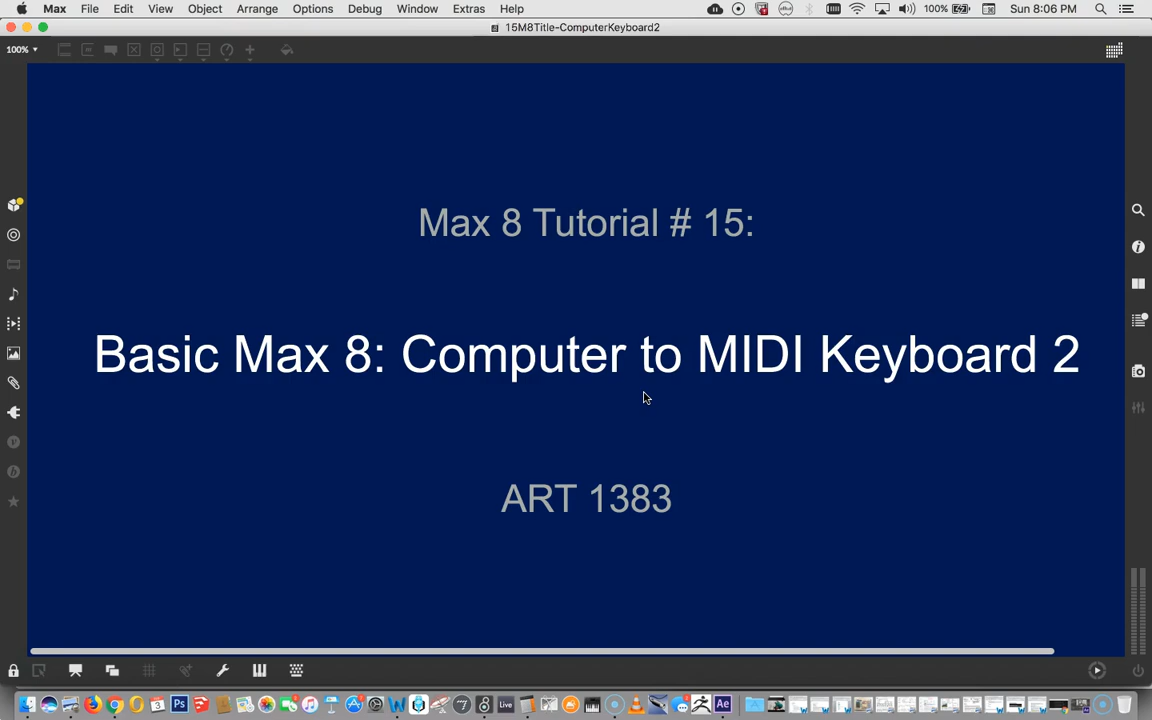 Max File Edit View Object Arrange Options Debug Window Extras Help 100% Sun 8:06 PM
15M8Title-ComputerKeyboard2
100%
Max 8 Tutorial # 15:
Basic Max 8: Computer to MIDI Keyboard 2
ART 1383